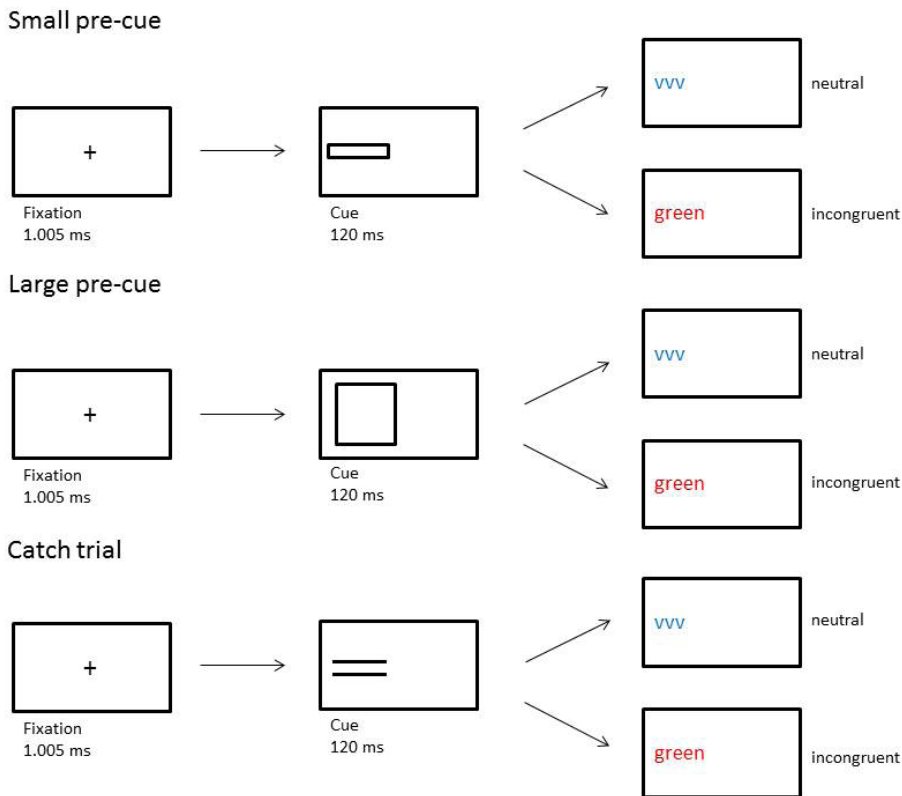 Small pre-cue
vvv
neutral
+
Fixation
1.005 ms
Cue
120 ms
green
incongruent
Large pre-cue
vvv
neutral
+
Fixation
1.005 ms
Cue
120 ms
green
incongruent
Catch trial
vvv
neutral
+
Fixation
1.005 ms
Cue
120 ms
green
incongruent